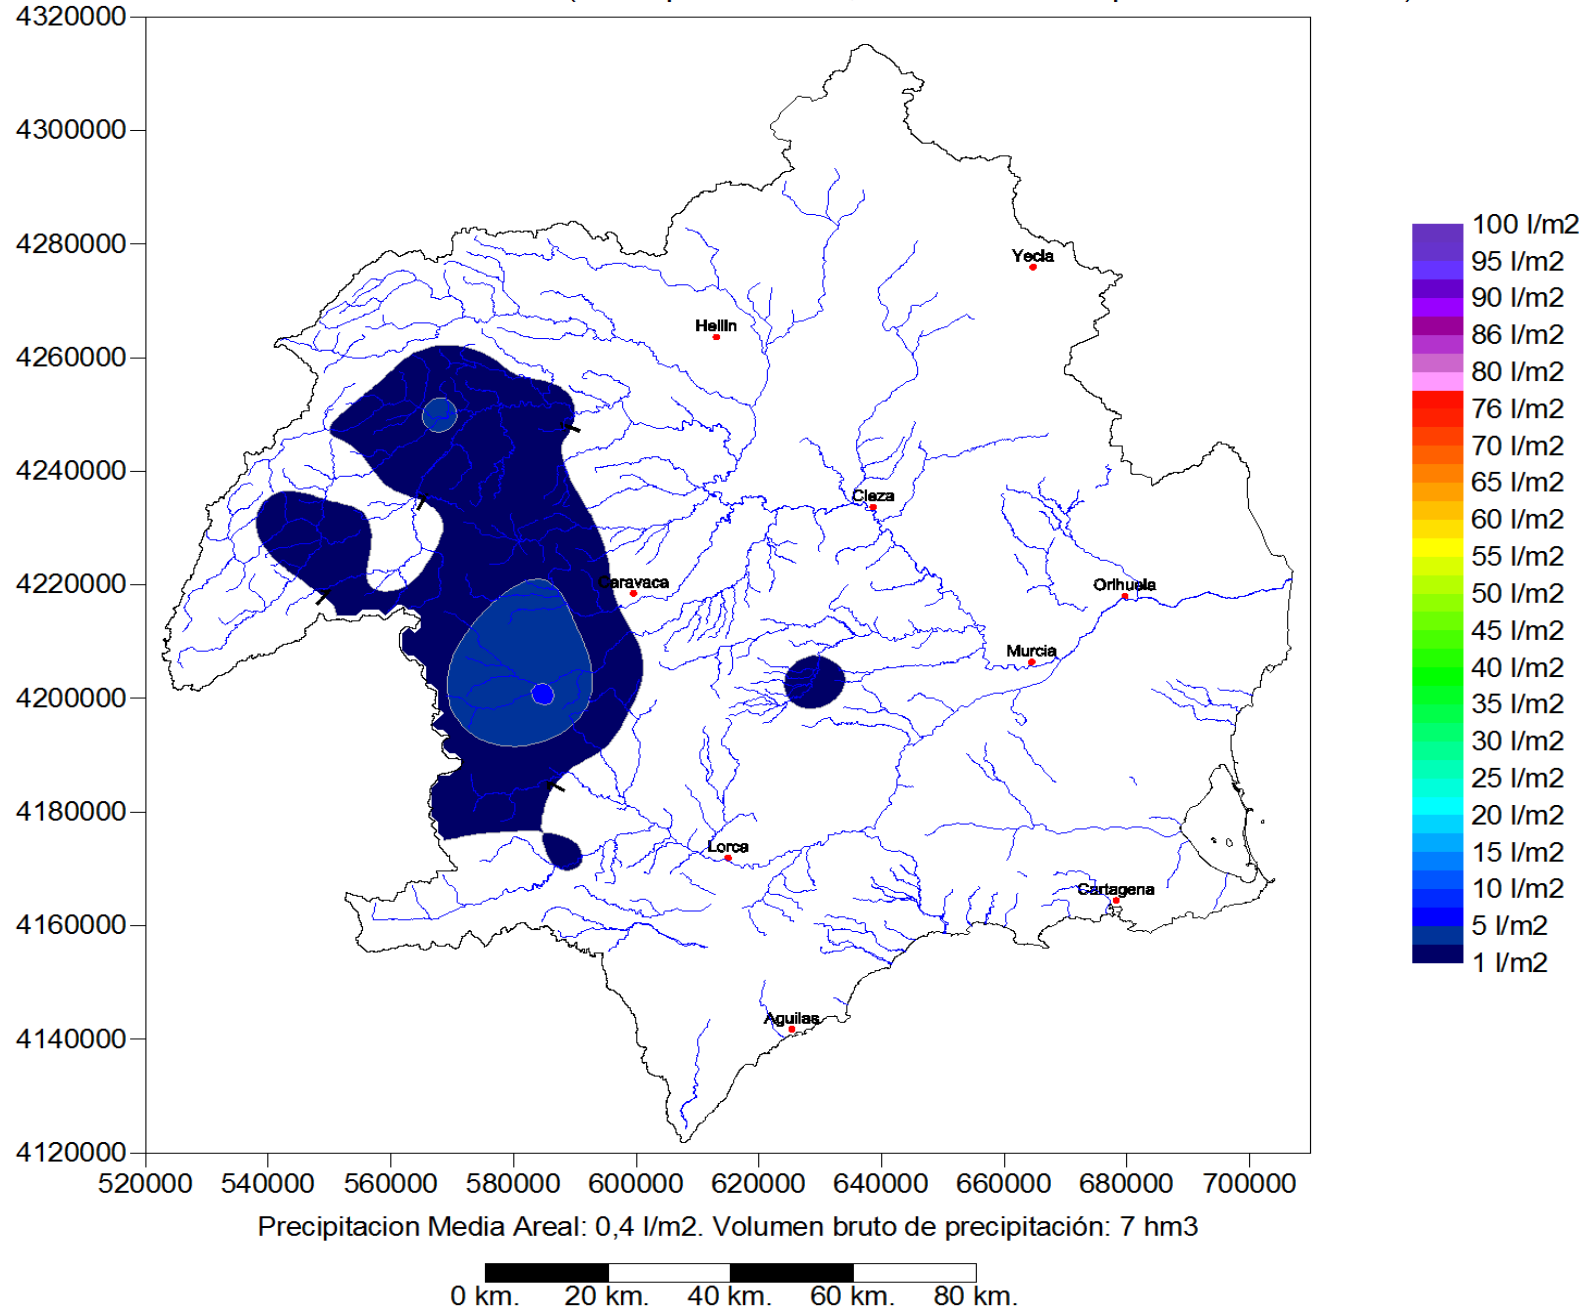 4320000
4300000
4280000
4260000
4240000
4220000
4200000
4180000
4160000
4140000
4120000
520000 540000 560000 580000 600000 620000 640000 660000 680000 700000
Yecla
Hellin
Cieza
Caravaca
Orihuela
Murcia
Lorca
Cartagena
Aguilas
100 l/m2
95 l/m2
90 l/m2
86 l/m2
80 l/m2
76 l/m2
70 l/m2
65 l/m2
60 l/m2
55 l/m2
50 l/m2
45 l/m2
40 l/m2
35 l/m2
30 l/m2
25 l/m2
20 l/m2
15 l/m2
10 l/m2
5 l/m2
1 l/m2
Precipitacion Media Areal: 0,4 l/m2. Volumen bruto de precipitación: 7 hm3
0 km. 20 km. 40 km. 60 km. 80 km.